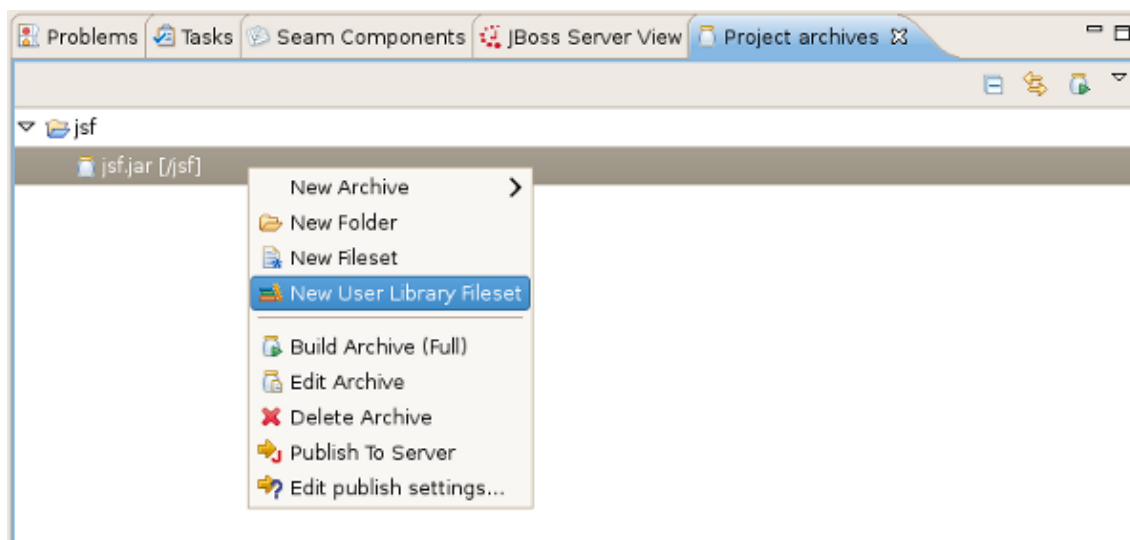 Problems Tasks Seam Components JBoss Server View Project archives
jsf
jsf.jar [/jsf]
New Archive
New Folder
New Fileset
New User Library Fileset
Build Archive (Full)
Edit Archive
Delete Archive
Publish To Server
Edit publish settings...